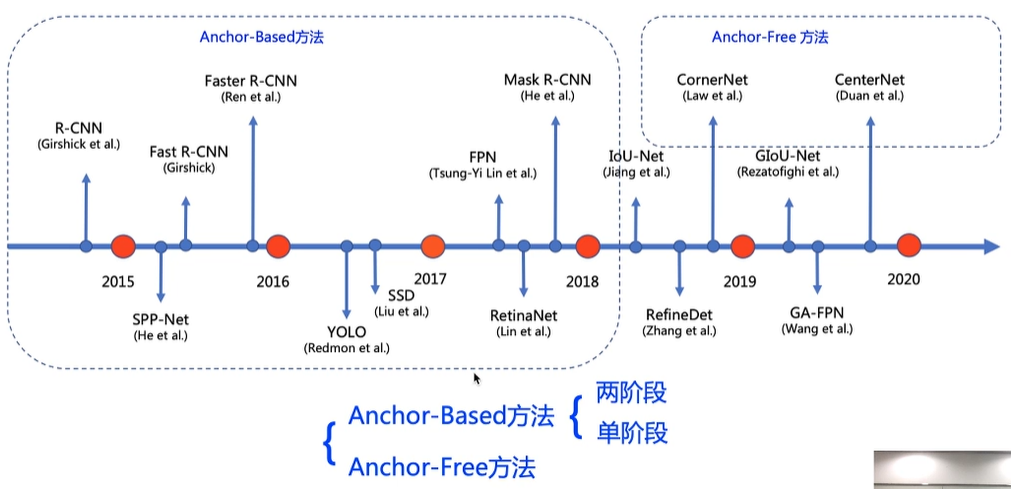 Anchor-Based方法
Anchor-Free 方法
Faster R-CNN
(Ren et al.)
Mask R-CNN
(He et al.)
CornerNet
(Law et al.)
CenterNet
(Duan et al.)
R-CNN
(Girshick et al.)
Fast R-CNN
(Girshick)
FPN
(Tsung-Yi Lin et al.)
IoU-Net
(Jiang et al.)
GIoU-Net
(Rezatofighi et al.)
2015
2016
2017
2018
2019
2020
SPP-Net
(He et al.)
YOLO
(Redmon et al.)
SSD
(Liu et al.)
RetinaNet
(Lin et al.)
RefineDet
(Zhang et al.)
GA-FPN
(Wang et al.)
Anchor-Based方法
两阶段
单阶段
Anchor-Free方法